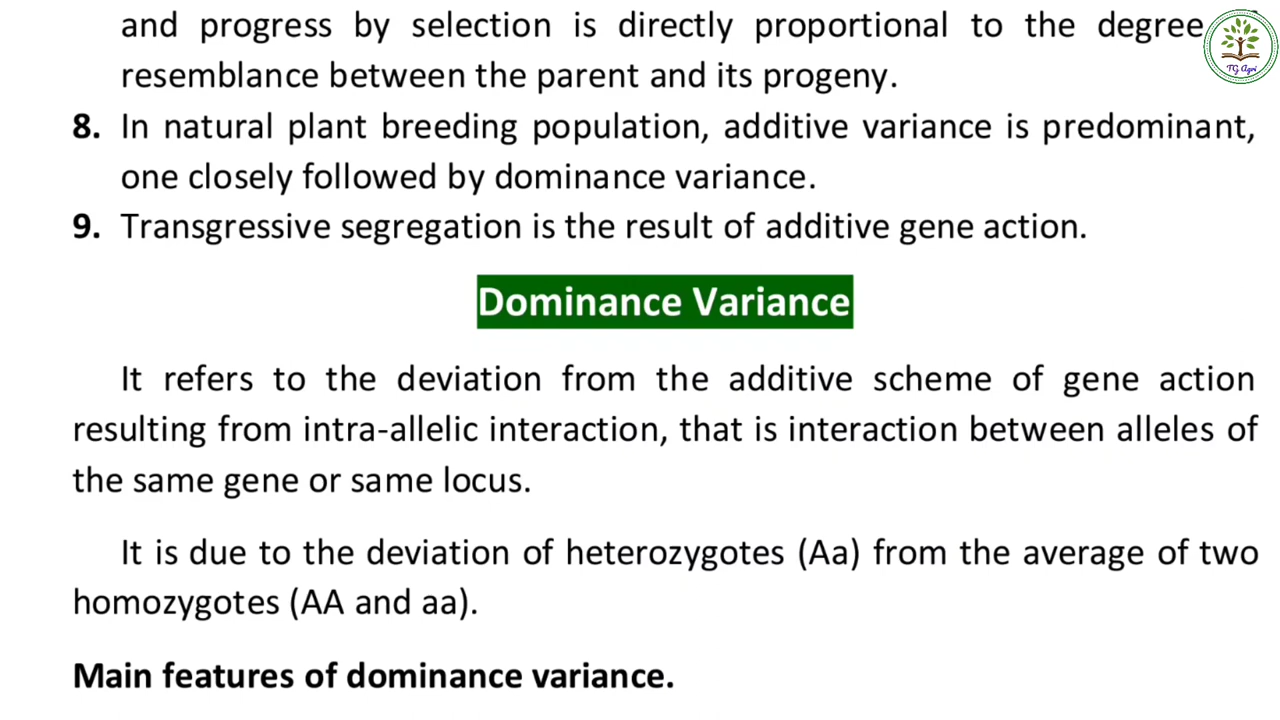 and progress by selection is directly proportional to the degree
resemblance between the parent and its progeny.
8. In natural plant breeding population, additive variance is predominant,
one closely followed by dominance variance.
9. Transgressive segregation is the result of additive gene action.
Dominance Variance
It refers to the deviation from the additive scheme of gene action
resulting from intra-allelic interaction, that is interaction between alleles of
the same gene or same locus.
It is due to the deviation of heterozygotes (Aa) from the average of two
homozygotes (AA and aa).
Main features of dominance variance.
TG Agri